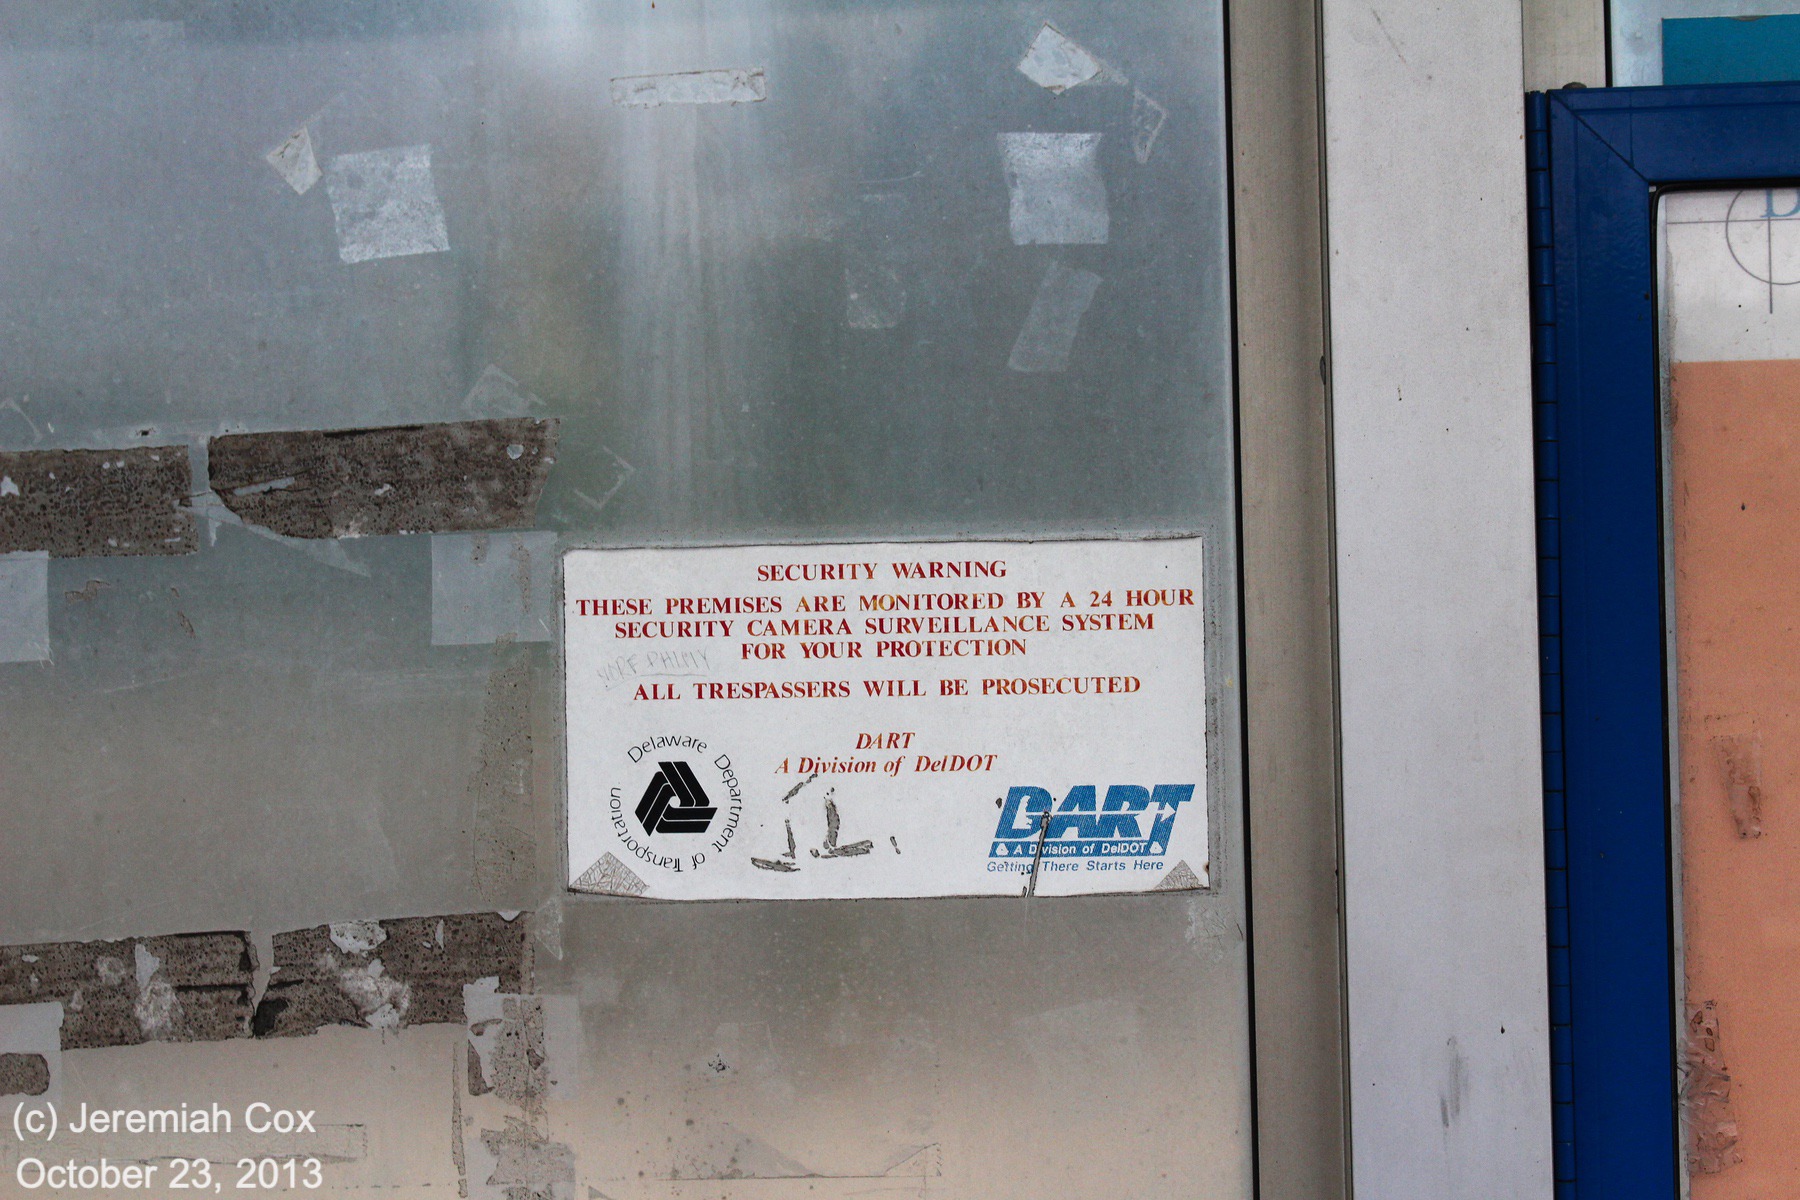 SECURITY WARNING
THESE PREMISES ARE MONITORED BY A 24 HOUR
SECURITY CAMERA SURVEILLANCE SYSTEM
FOR YOUR PROTECTION
ALL TRESPASSERS WILL BE PROSECUTED
DART
A Division of DelDOT
Delaware Department of Transportation
DART
A Division of DelDOT
Getting There Starts Here
(c) Jeremiah Cox
October 23, 2013